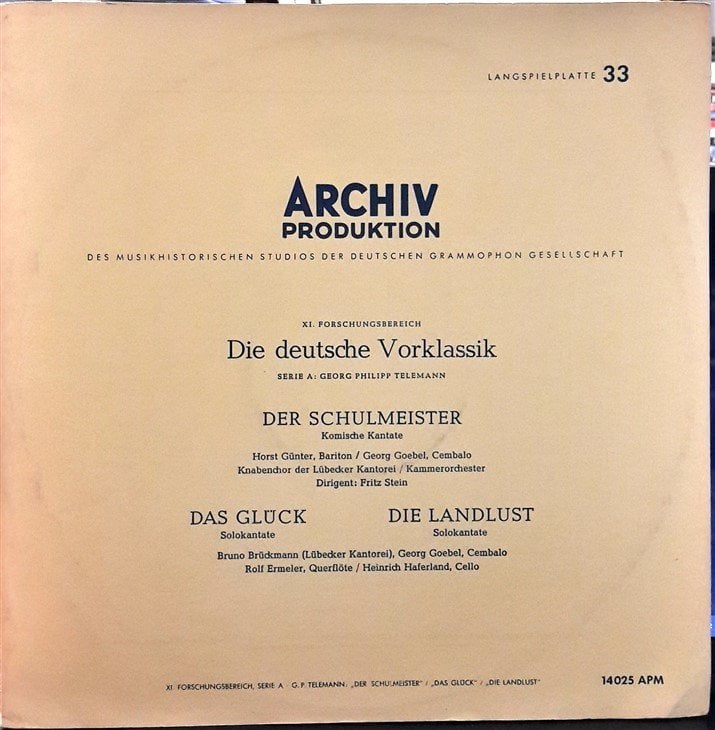 LANGSPIELPLATTE 33
ARCHIV
PRODUKTION
DES MUSIKHISTORISCHEN STUDIOS DER DEUTSCHEN GRAMMOPHON GESELLSCHAFT
XI. FORSCHUNGSBEREICH
Die deutsche Vorklassik
SERIE A: GEORG PHILIPP TELEMANN
DER SCHULMEISTER
Komische Kantate
Horst Günter, Bariton / Georg Goebel, Cembalo
Knabenchor der Lübecker Kantorei / Kammerorchester
Dirigent: Fritz Stein
DAS GLÜCK DIE LANDLUST
Solokantate Solokantate
Bruno Brückmann (Lübecker Kantorei), Georg Goebel, Cembalo
Rolf Ermeler, Querflöte / Heinrich Haferland, Cello
XI. FORSCHUNGSBEREICH, SERIE A · G. P. TELEMANN: „DER SCHULMEISTER" / „DAS GLÜCK" / „DIE LANDLUST"
14025 APM